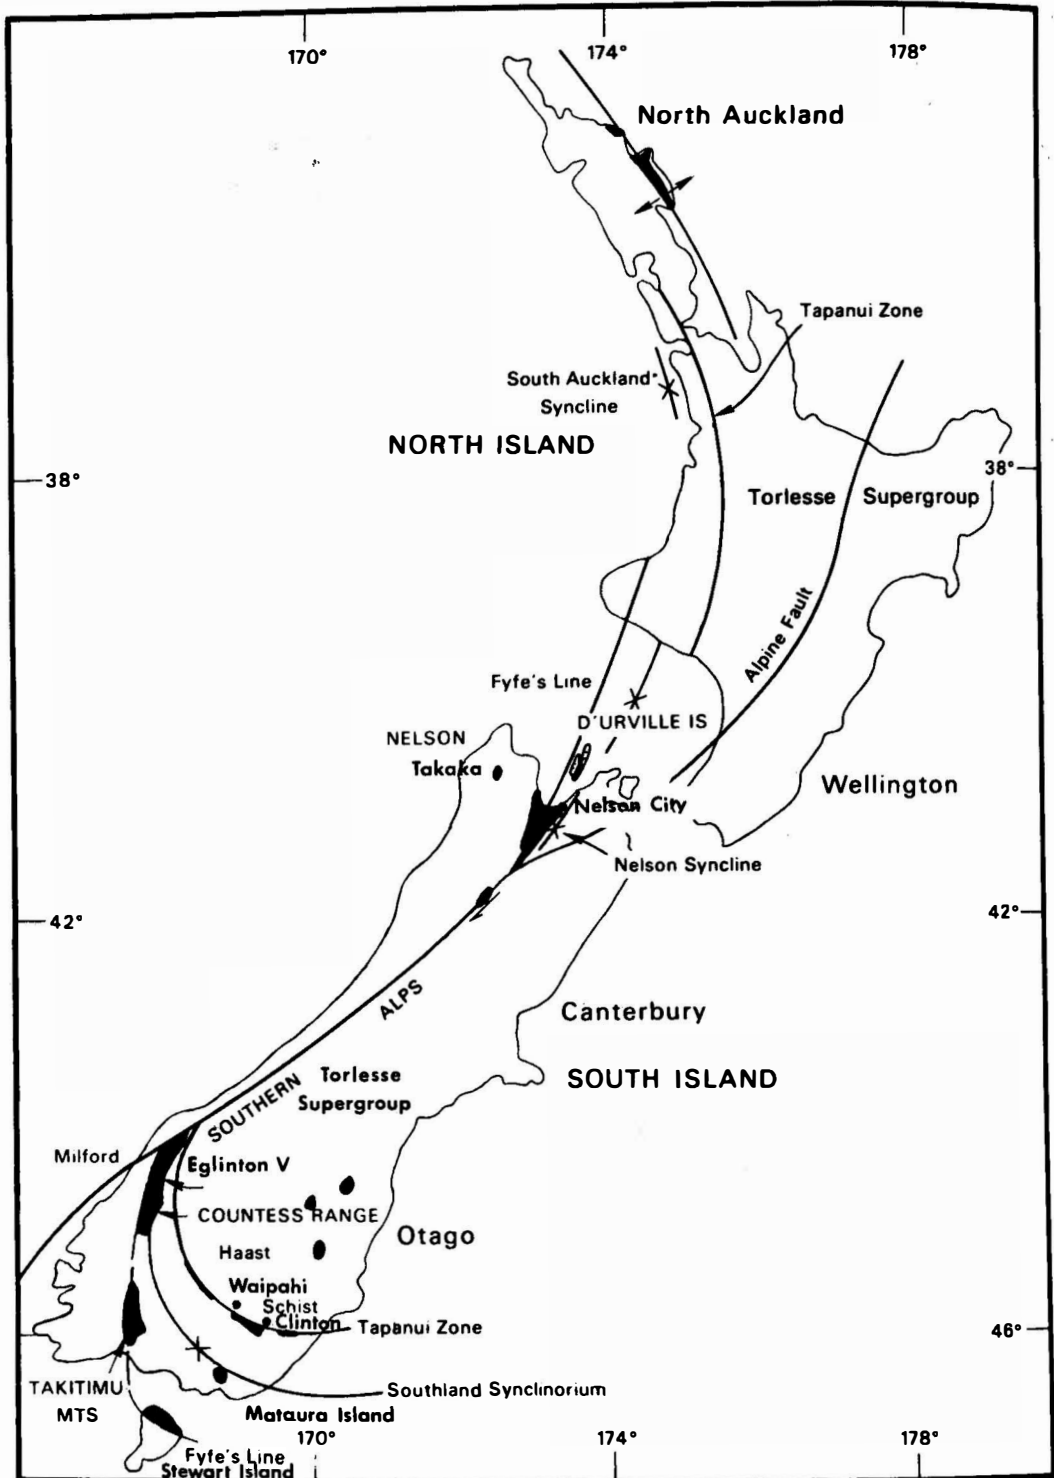 170°
174°
178°
North Auckland
Tapanui Zone
South Auckland
Syncline
NORTH ISLAND
38°
38°
Torlesse Supergroup
Alpine Fault
Fyfe's Line
D'URVILLE IS
NELSON
Takaka
Wellington
Nelson City
Nelson Syncline
42°
42°
SOUTHERN ALPS
Canterbury
SOUTH ISLAND
Torlesse
Supergroup
Milford
Eglinton V
COUNTESS RANGE
Otago
Haast
Waipahi
Schist
Clinton
Tapanui Zone
46°
TAKITIMU
MTS
Southland Synclinorium
Mataura Island
170°
174°
178°
Fyfe's Line
Stewart Island